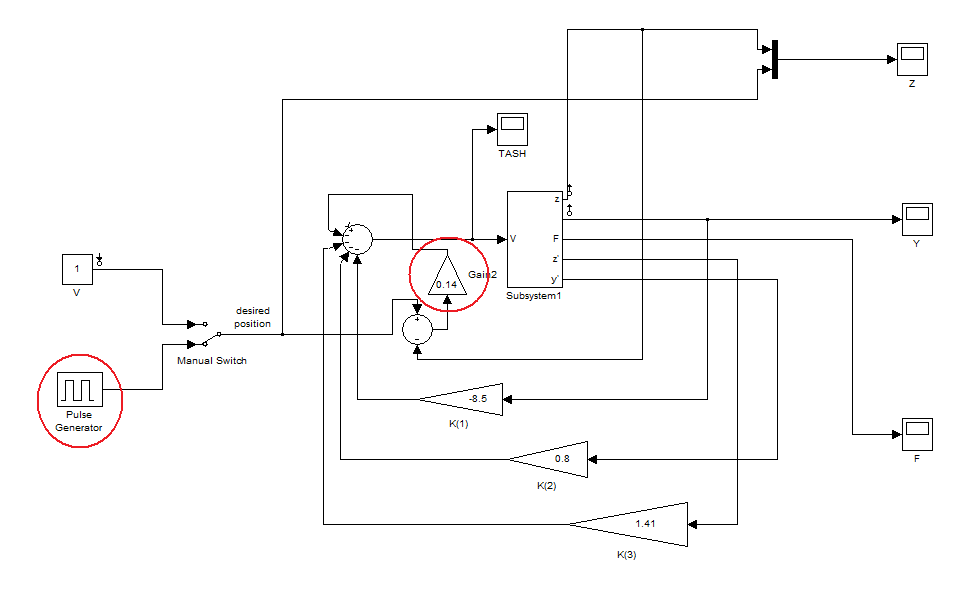 Z
TASH
z
Y
V
F
z'
y'
Subsystem1
Gain2
0.14
1
V
desired
position
Manual Switch
Pulse
Generator
-8.5
K(1)
0.8
K(2)
F
1.41
K(3)